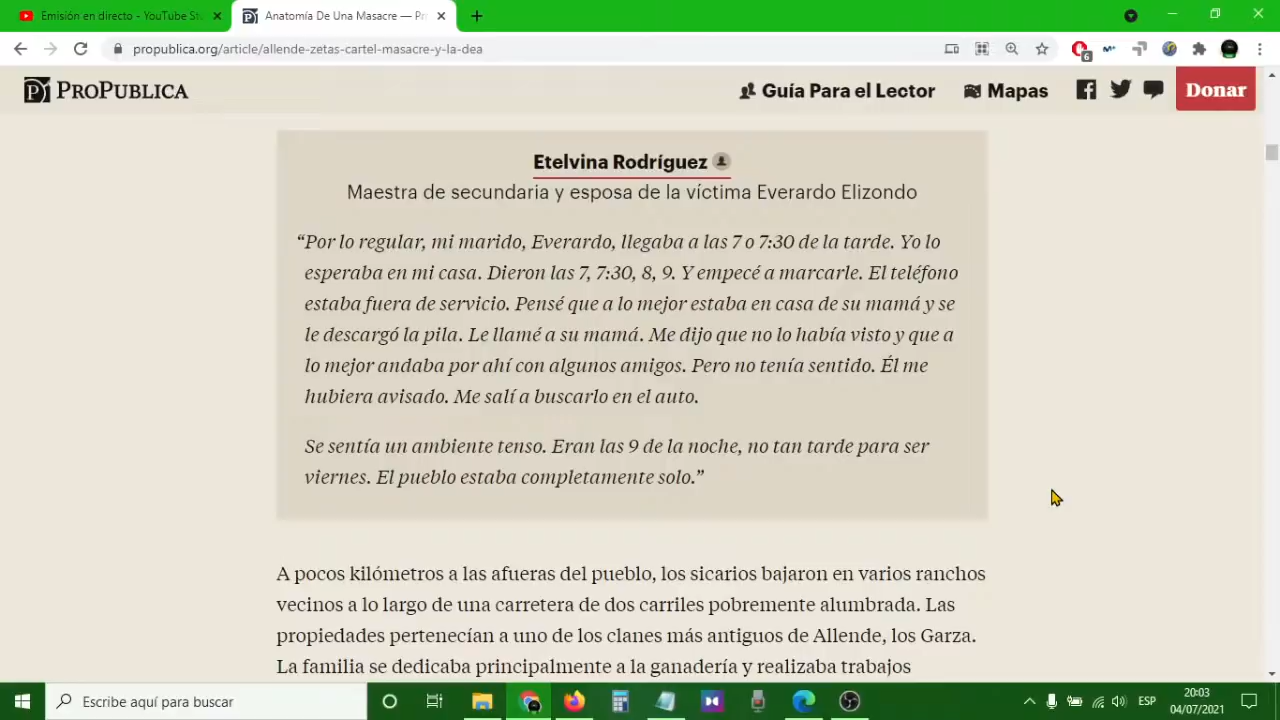 Emisión en directo - YouTube St
Anatomía De Una Masacre — Pr
propublica.org/article/allende-zetas-cartel-masacre-y-la-dea
6
PROPUBLICA
Guía Para el Lector
Mapas
Donar
Etelvina Rodríguez
Maestra de secundaria y esposa de la víctima Everardo Elizondo
“Por lo regular, mi marido, Everardo, llegaba a las 7 o 7:30 de la tarde. Yo lo
esperaba en mi casa. Dieron las 7, 7:30, 8, 9. Y empecé a marcarle. El teléfono
estaba fuera de servicio. Pensé que a lo mejor estaba en casa de su mamá y se
le descargó la pila. Le llamé a su mamá. Me dijo que no lo había visto y que a
lo mejor andaba por ahí con algunos amigos. Pero no tenía sentido. Él me
hubiera avisado. Me salí a buscarlo en el auto.
Se sentía un ambiente tenso. Eran las 9 de la noche, no tan tarde para ser
viernes. El pueblo estaba completamente solo.”
A pocos kilómetros a las afueras del pueblo, los sicarios bajaron en varios ranchos
vecinos a lo largo de una carretera de dos carriles pobremente alumbrada. Las
propiedades pertenecían a uno de los clanes más antiguos de Allende, los Garza.
La familia se dedicaba principalmente a la ganadería y realizaba trabajos
Escribe aquí para buscar
ESP
20:03
04/07/2021